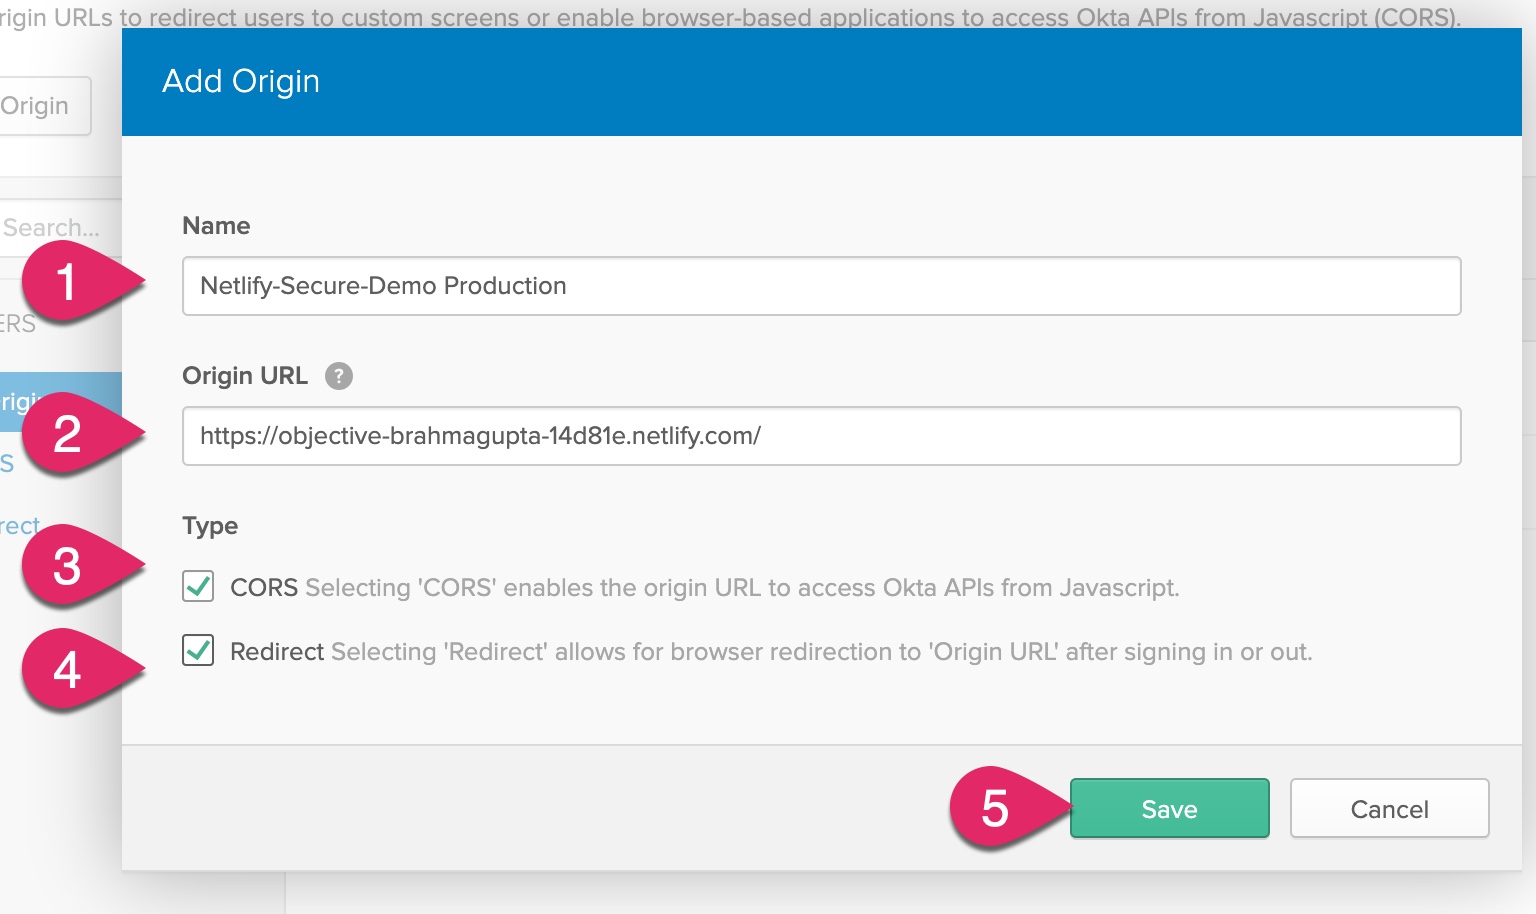 rigin URLs to redirect users to custom screens or enable browser-based applications to access Okta APIs from Javascript (CORS).
Add Origin
Origin
Search...
Name
1
Netlify-Secure-Demo Production
ERS
Origin URL ?
rigi
2
https://objective-brahmagupta-14d81e.netlify.com/
S
Type
rect
3
CORS Selecting 'CORS' enables the origin URL to access Okta APIs from Javascript.
4
Redirect Selecting 'Redirect' allows for browser redirection to 'Origin URL' after signing in or out.
5
Save
Cancel